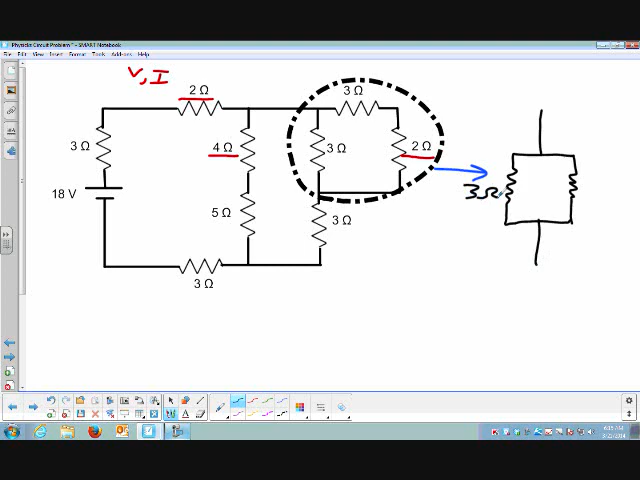 Physicks Circuit Problem * - SMART Notebook
File Edit View Insert Format Tools Add-ons Help
V, I
2 Ω
3 Ω
3 Ω
4 Ω
3 Ω
2 Ω
18 V
3Ω
5 Ω
3 Ω
3 Ω